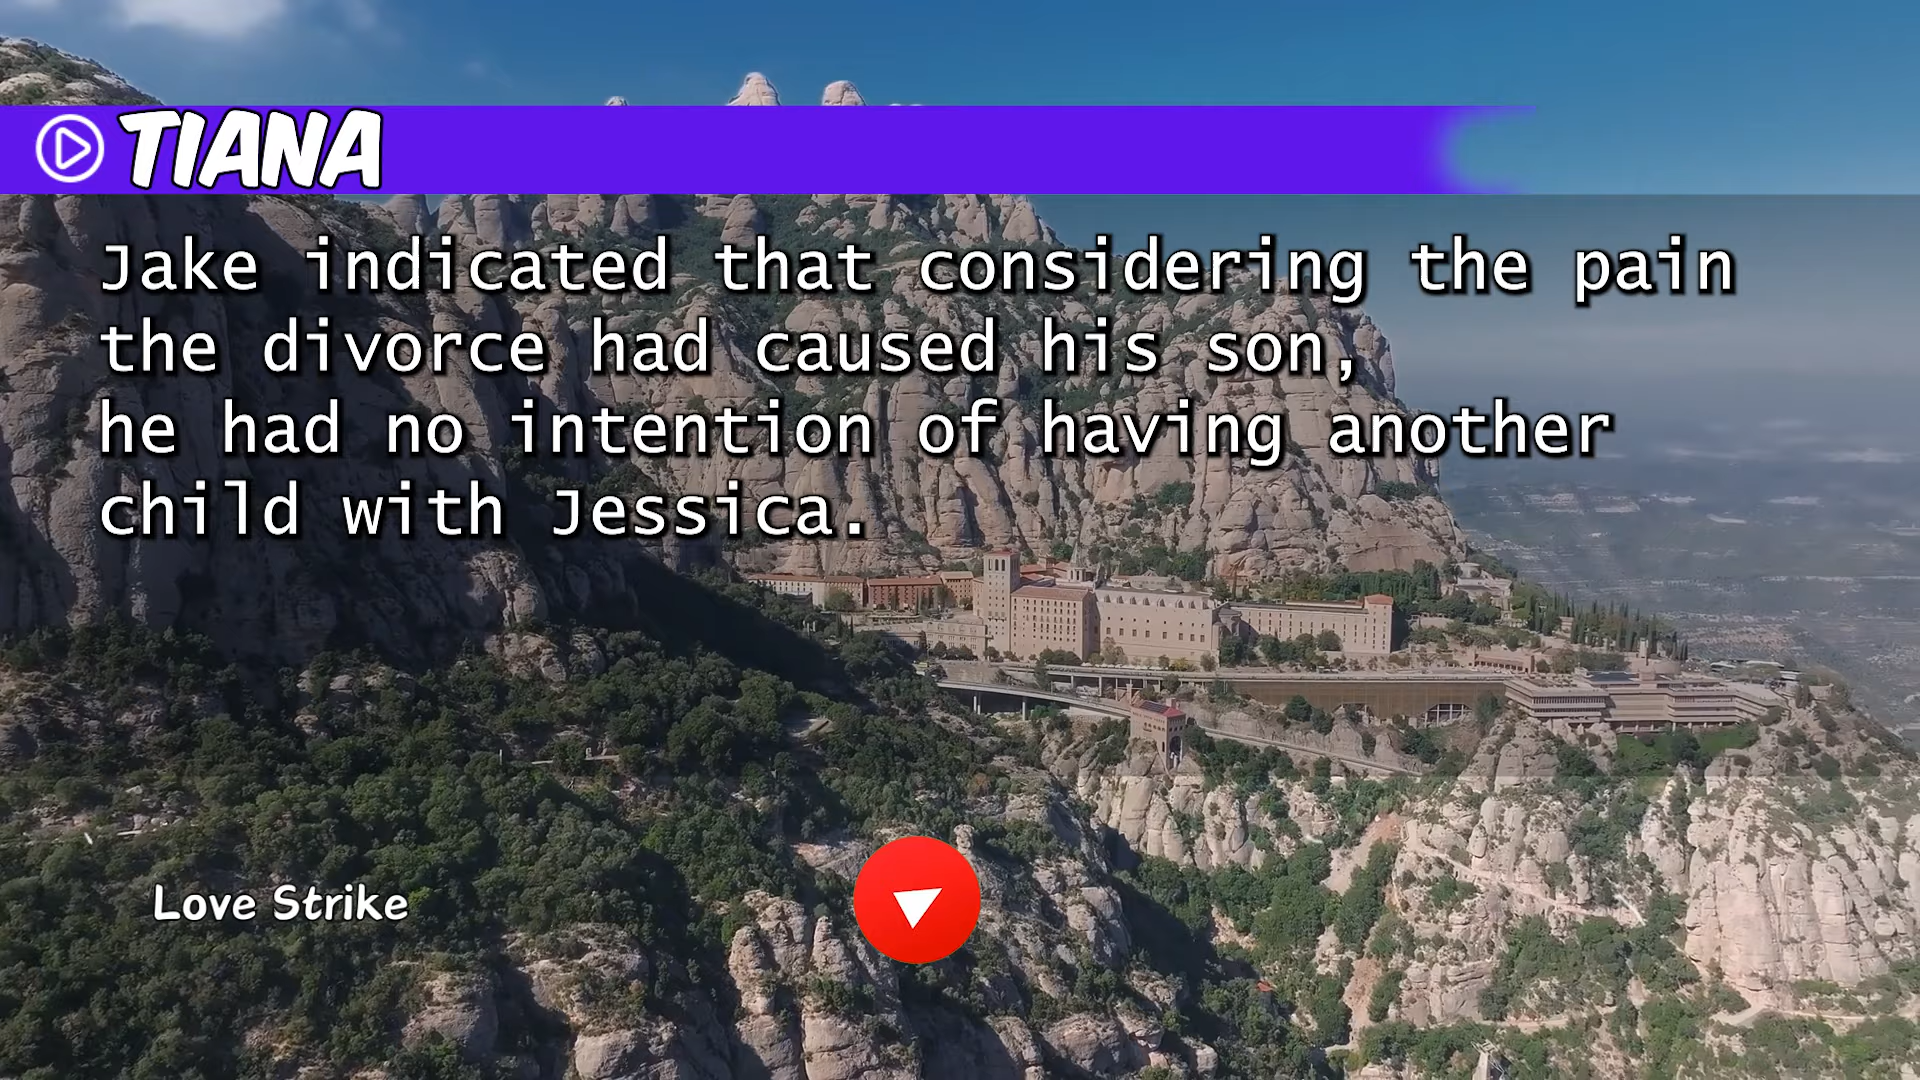 TIANA
Jake indicated that considering the pain
the divorce had caused his son,
he had no intention of having another
child with Jessica.
Love Strike